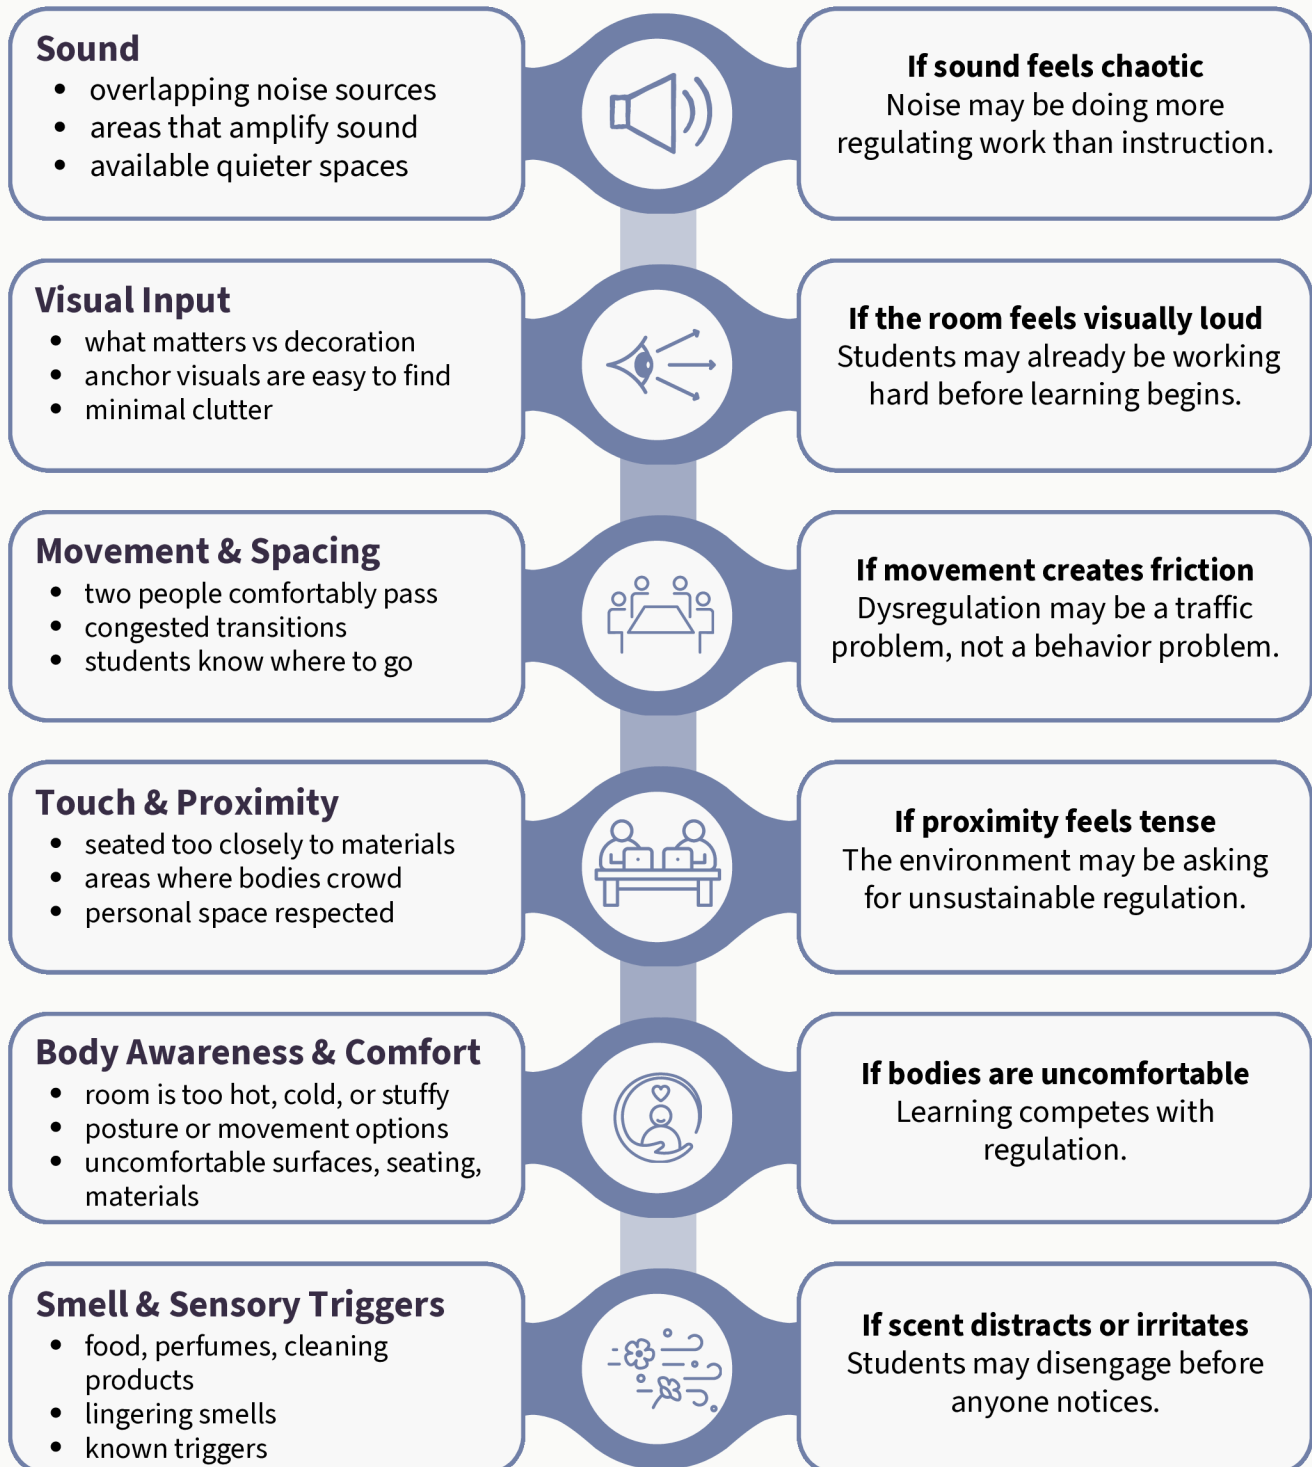 Sound
• overlapping noise sources
• areas that amplify sound
• available quieter spaces
If sound feels chaotic
Noise may be doing more
regulating work than instruction.
Visual Input
• what matters vs decoration
• anchor visuals are easy to find
• minimal clutter
If the room feels visually loud
Students may already be working
hard before learning begins.
Movement & Spacing
• two people comfortably pass
• congested transitions
• students know where to go
If movement creates friction
Dysregulation may be a traffic
problem, not a behavior problem.
Touch & Proximity
• seated too closely to materials
• areas where bodies crowd
• personal space respected
If proximity feels tense
The environment may be asking
for unsustainable regulation.
Body Awareness & Comfort
• room is too hot, cold, or stuffy
• posture or movement options
• uncomfortable surfaces, seating,
materials
If bodies are uncomfortable
Learning competes with
regulation.
Smell & Sensory Triggers
• food, perfumes, cleaning
products
• lingering smells
• known triggers
If scent distracts or irritates
Students may disengage before
anyone notices.